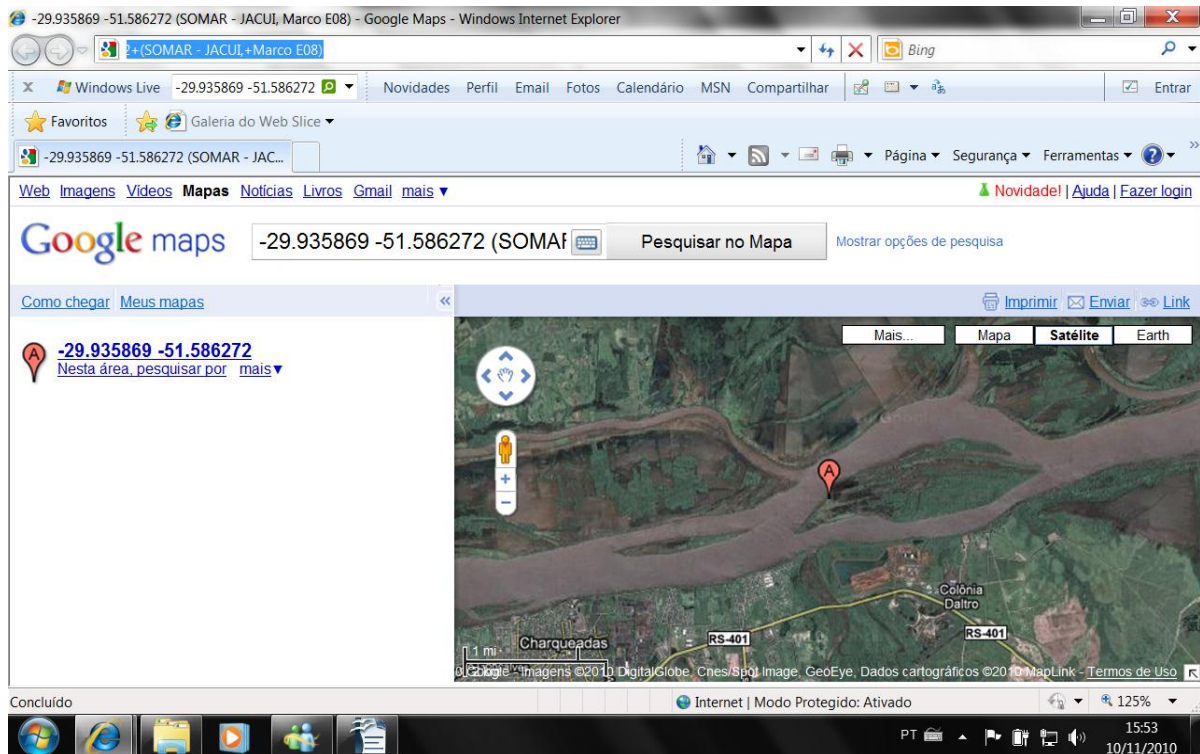 -29.935869 -51.586272 (SOMAR - JACUI, Marco E08) - Google Maps - Windows Internet Explorer
2+(SOMAR - JACUI,+Marco E08)
Bing
x Windows Live -29.935869 -51.586272 Novidades Perfil Email Fotos Calendário MSN Compartilhar Entrar
Favoritos Galeria do Web Slice
-29.935869 -51.586272 (SOMAR - JAC... Página Segurança Ferramentas
Web Imagens Vídeos Mapas Notícias Livros Gmail mais Novidade! | Ajuda | Fazer login
Google maps -29.935869 -51.586272 (SOMAR Pesquisar no Mapa Mostrar opções de pesquisa
Como chegar Meus mapas « Imprimir Enviar Link
Mais... Mapa Satélite Earth
A -29.935869 -51.586272
Nesta área, pesquisar por mais
A
Colônia
Daltro
RS-401
RS-401
Charqueadas
1 mi
Google - Imagens ©2010 DigitalGlobe, Cnes/Spot Image, GeoEye, Dados cartográficos ©2010 MapLink - Termos de Uso
Concluído Internet | Modo Protegido: Ativado 125%
PT 15:53
10/11/2010